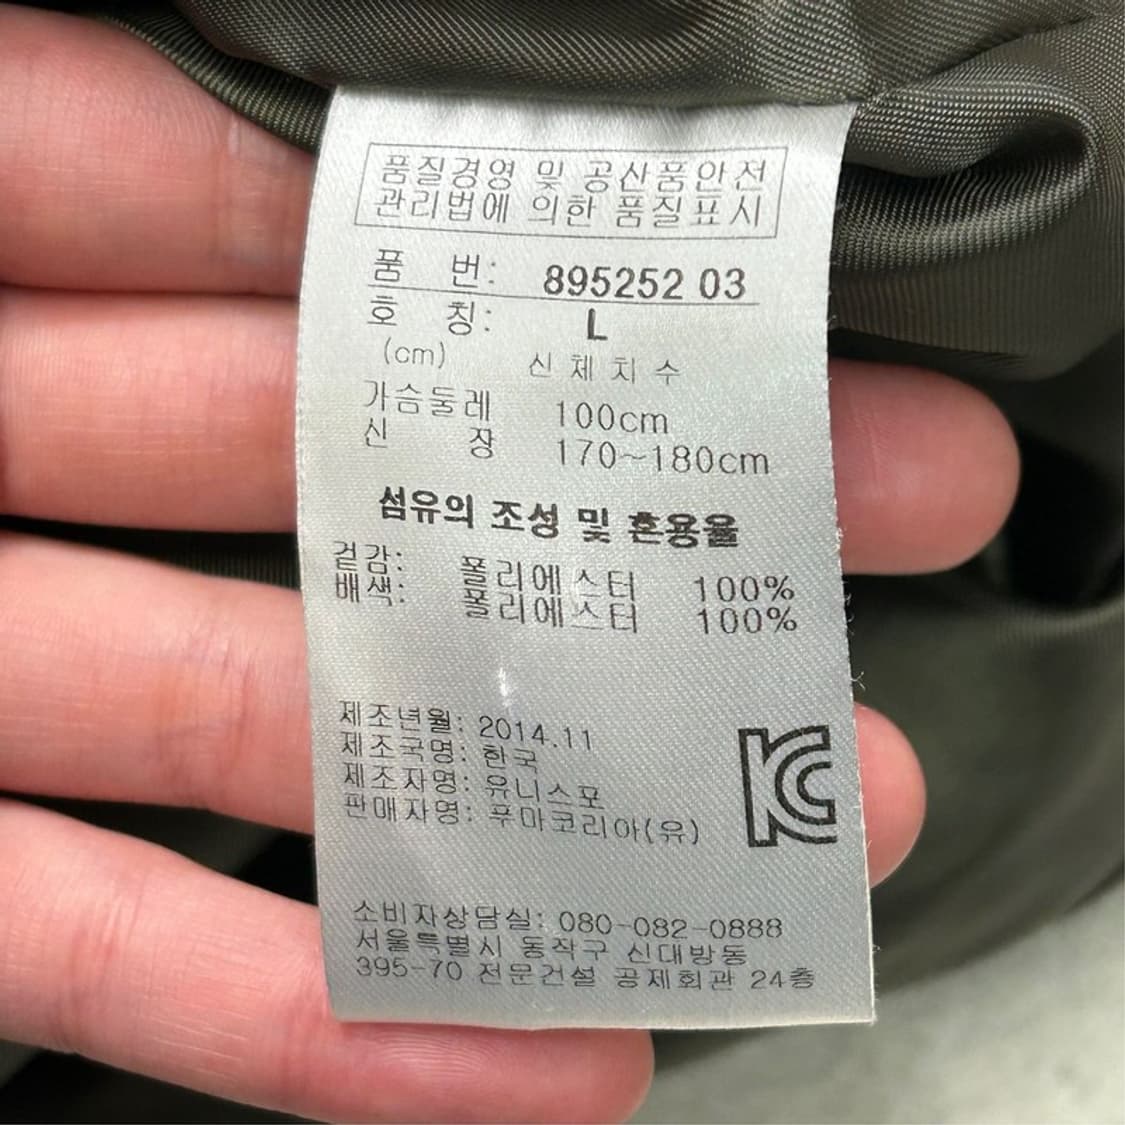 품질경영 및 공산품안전
관리법에 의한 품질표시
품 번: 895252 03
호 칭: L
(cm) 신체치수
가슴둘레 100cm
신 장 170~180cm
섬유의 조성 및 혼용율
겉감: 폴리에스터 100%
배색: 폴리에스터 100%
제조년월: 2014.11
제조국명: 한국
제조자명: 유니스포
판매자명: 푸마코리아(유)
KC
소비자상담실: 080-082-0888
서울특별시 동작구 신대방동
395-70 전문건설 공제회관 24층